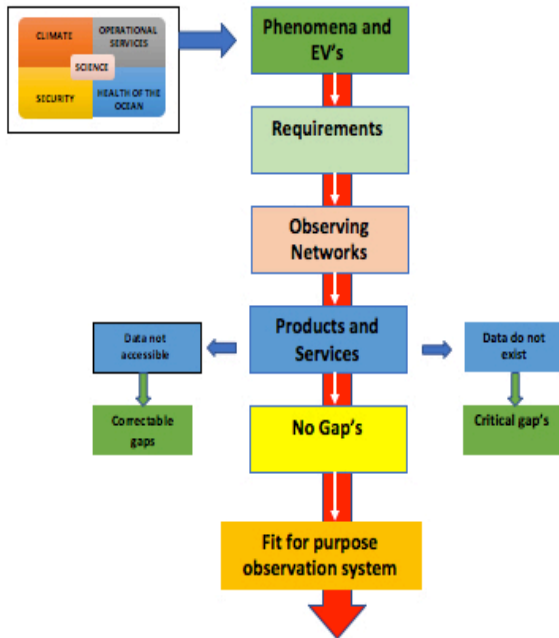 CLIMATE
OPERATIONAL
SERVICES
SCIENCE
SECURITY
HEALTH OF THE
OCEAN
Phenomena and
EV's
Requirements
Observing
Networks
Products and
Services
Data not
accessible
Data do not
exist
Correctable
gaps
No Gap's
Critical gap's
Fit for purpose
observation system